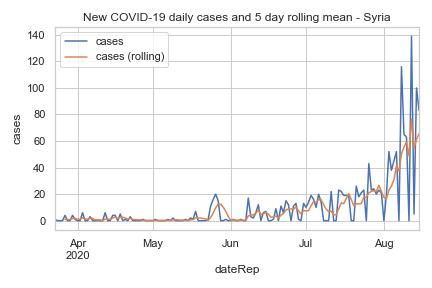 New COVID-19 daily cases and 5 day rolling mean - Syria
cases
cases (rolling)
140
120
100
80
60
40
20
0
cases
Apr
2020
May
Jun
Jul
Aug
dateRep